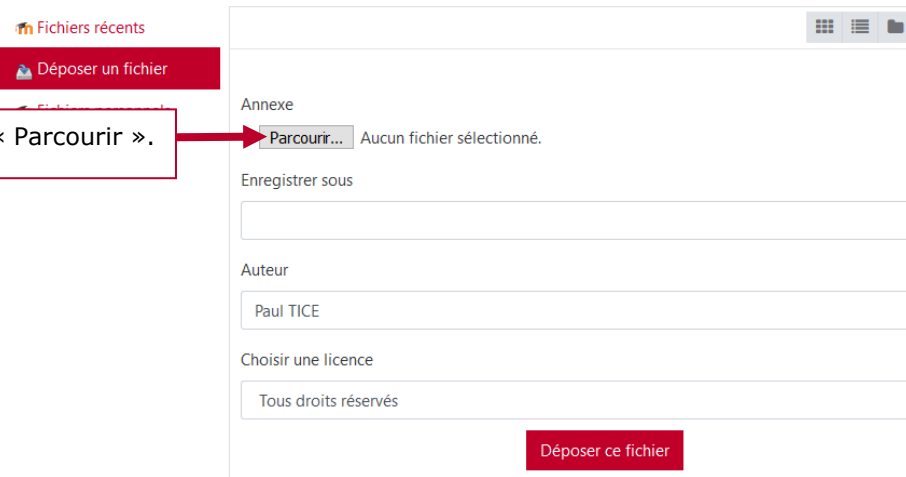 Fichiers récents
Déposer un fichier
Annexe
« Parcourir ».
Parcourir... Aucun fichier sélectionné.
Enregistrer sous
Auteur
Paul TICE
Choisir une licence
Tous droits réservés
Déposer ce fichier